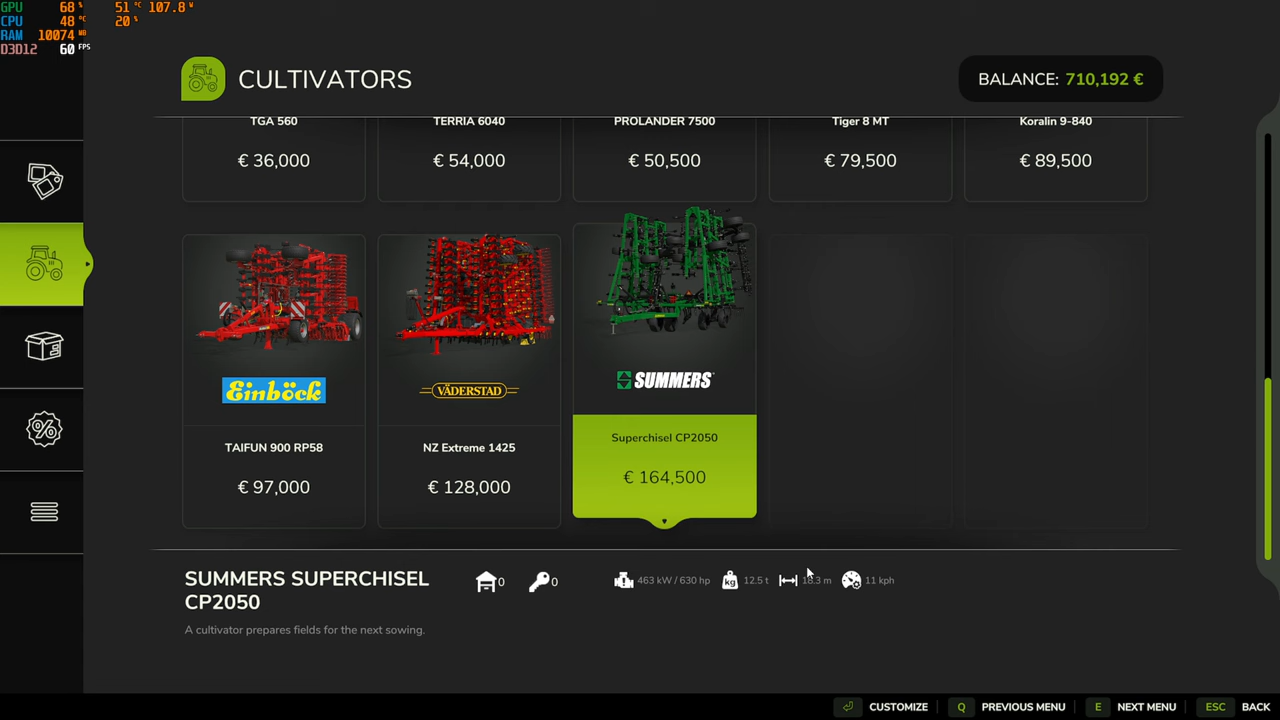 GPU 68 % 51 °C 107.8 W
CPU 48 °C 20 %
RAM 10074 MB
D3D12 60 FPS
CULTIVATORS
BALANCE: 710,192 €
TGA 560
€ 36,000
TERRIA 6040
€ 54,000
PROLANDER 7500
€ 50,500
Tiger 8 MT
€ 79,500
Koralin 9-840
€ 89,500
Einböck
TAIFUN 900 RP58
€ 97,000
VÄDERSTAD
NZ Extreme 1425
€ 128,000
SUMMERS
Superchisel CP2050
€ 164,500
SUMMERS SUPERCHISEL
CP2050
0 0 463 kW / 630 hp kg 12.5 t m 11 kph
A cultivator prepares fields for the next sowing.
CUSTOMIZE Q PREVIOUS MENU E NEXT MENU ESC BACK